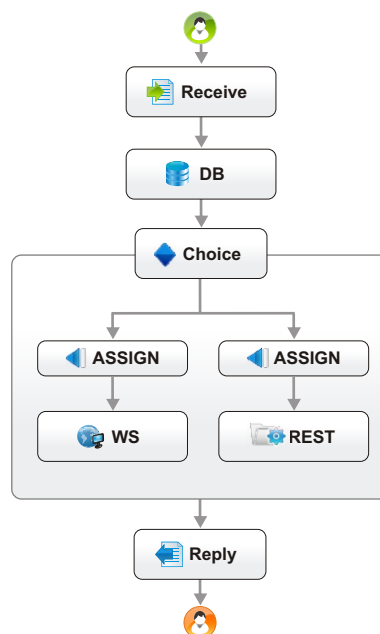 Receive
DB
Choice
ASSIGN
ASSIGN
WS
REST
Reply